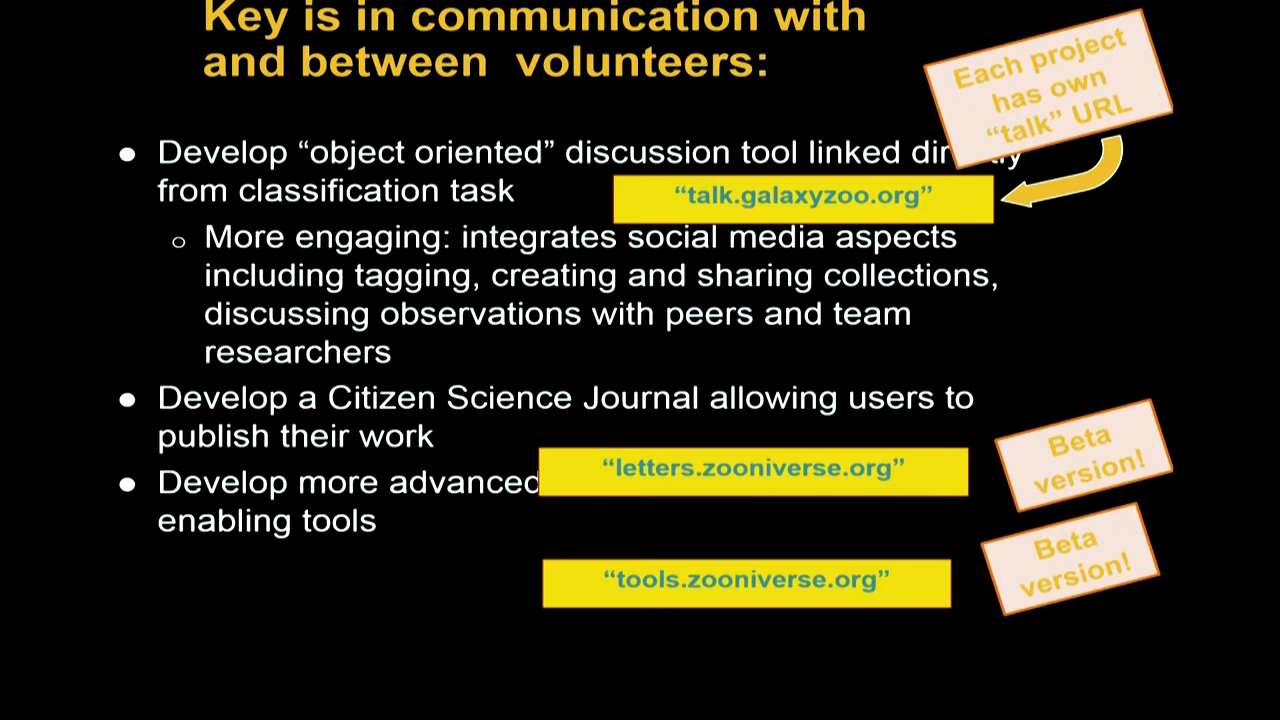 Key is in communication with
and between volunteers:
Each project
has own
“talk” URL
● Develop “object oriented” discussion tool linked
from classification task
“talk.galaxyzoo.org”
○ More engaging: integrates social media aspects
including tagging, creating and sharing collections,
discussing observations with peers and team
researchers
● Develop a Citizen Science Journal allowing users to
publish their work
“letters.zooniverse.org”
Beta
version!
● Develop more advanced
enabling tools
“tools.zooniverse.org”
Beta
version!